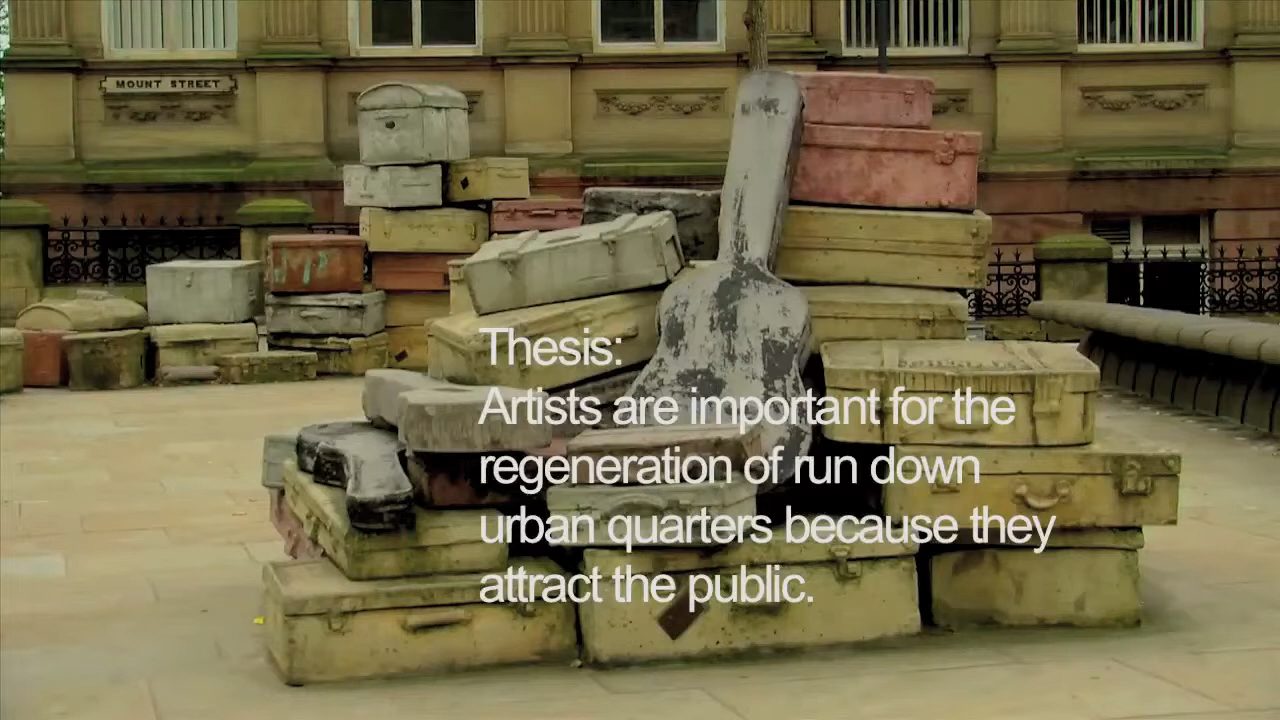 MOUNT STREET
Thesis:
Artists are important for the
regeneration of run down
urban quarters because they
attract the public.